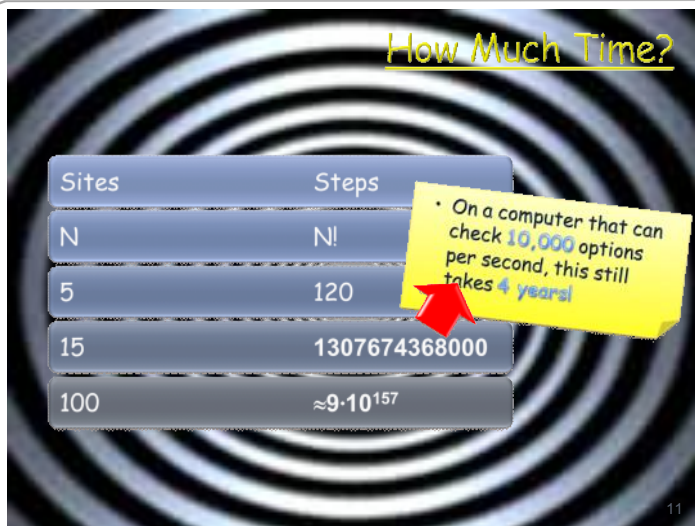 How Much Time?
Sites Steps
N N!
5 120
15 1307674368000
100 ≈9·10¹⁵⁷
• On a computer that can
check 10,000 options
per second, this still
takes 4 years!
11